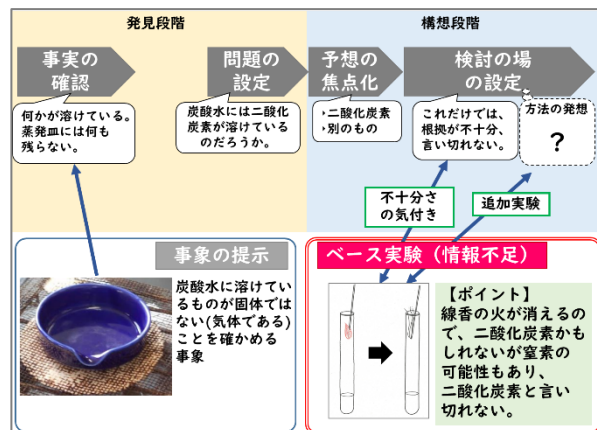 発見段階
構想段階
事実の
確認
問題の
設定
予想の
焦点化
検討の場
の設定
何かが溶けている。
蒸発皿には何も
残らない。
炭酸水には二酸化
炭素が溶けている
のだろうか。
・二酸化炭素
・別のもの
これだけでは、
根拠が不十分、
言い切れない。
方法の発想
?
不十分さ
の気付き
追加実験
事象の提示
炭酸水に溶けている
ものが固体では
ない(気体である)
ことを確かめる
事象
ベース実験（情報不足）
【ポイント】
線香の火が消えるの
で、二酸化炭素かも
しれないが窒素の
可能性もあり、
二酸化炭素と言い
切れない。